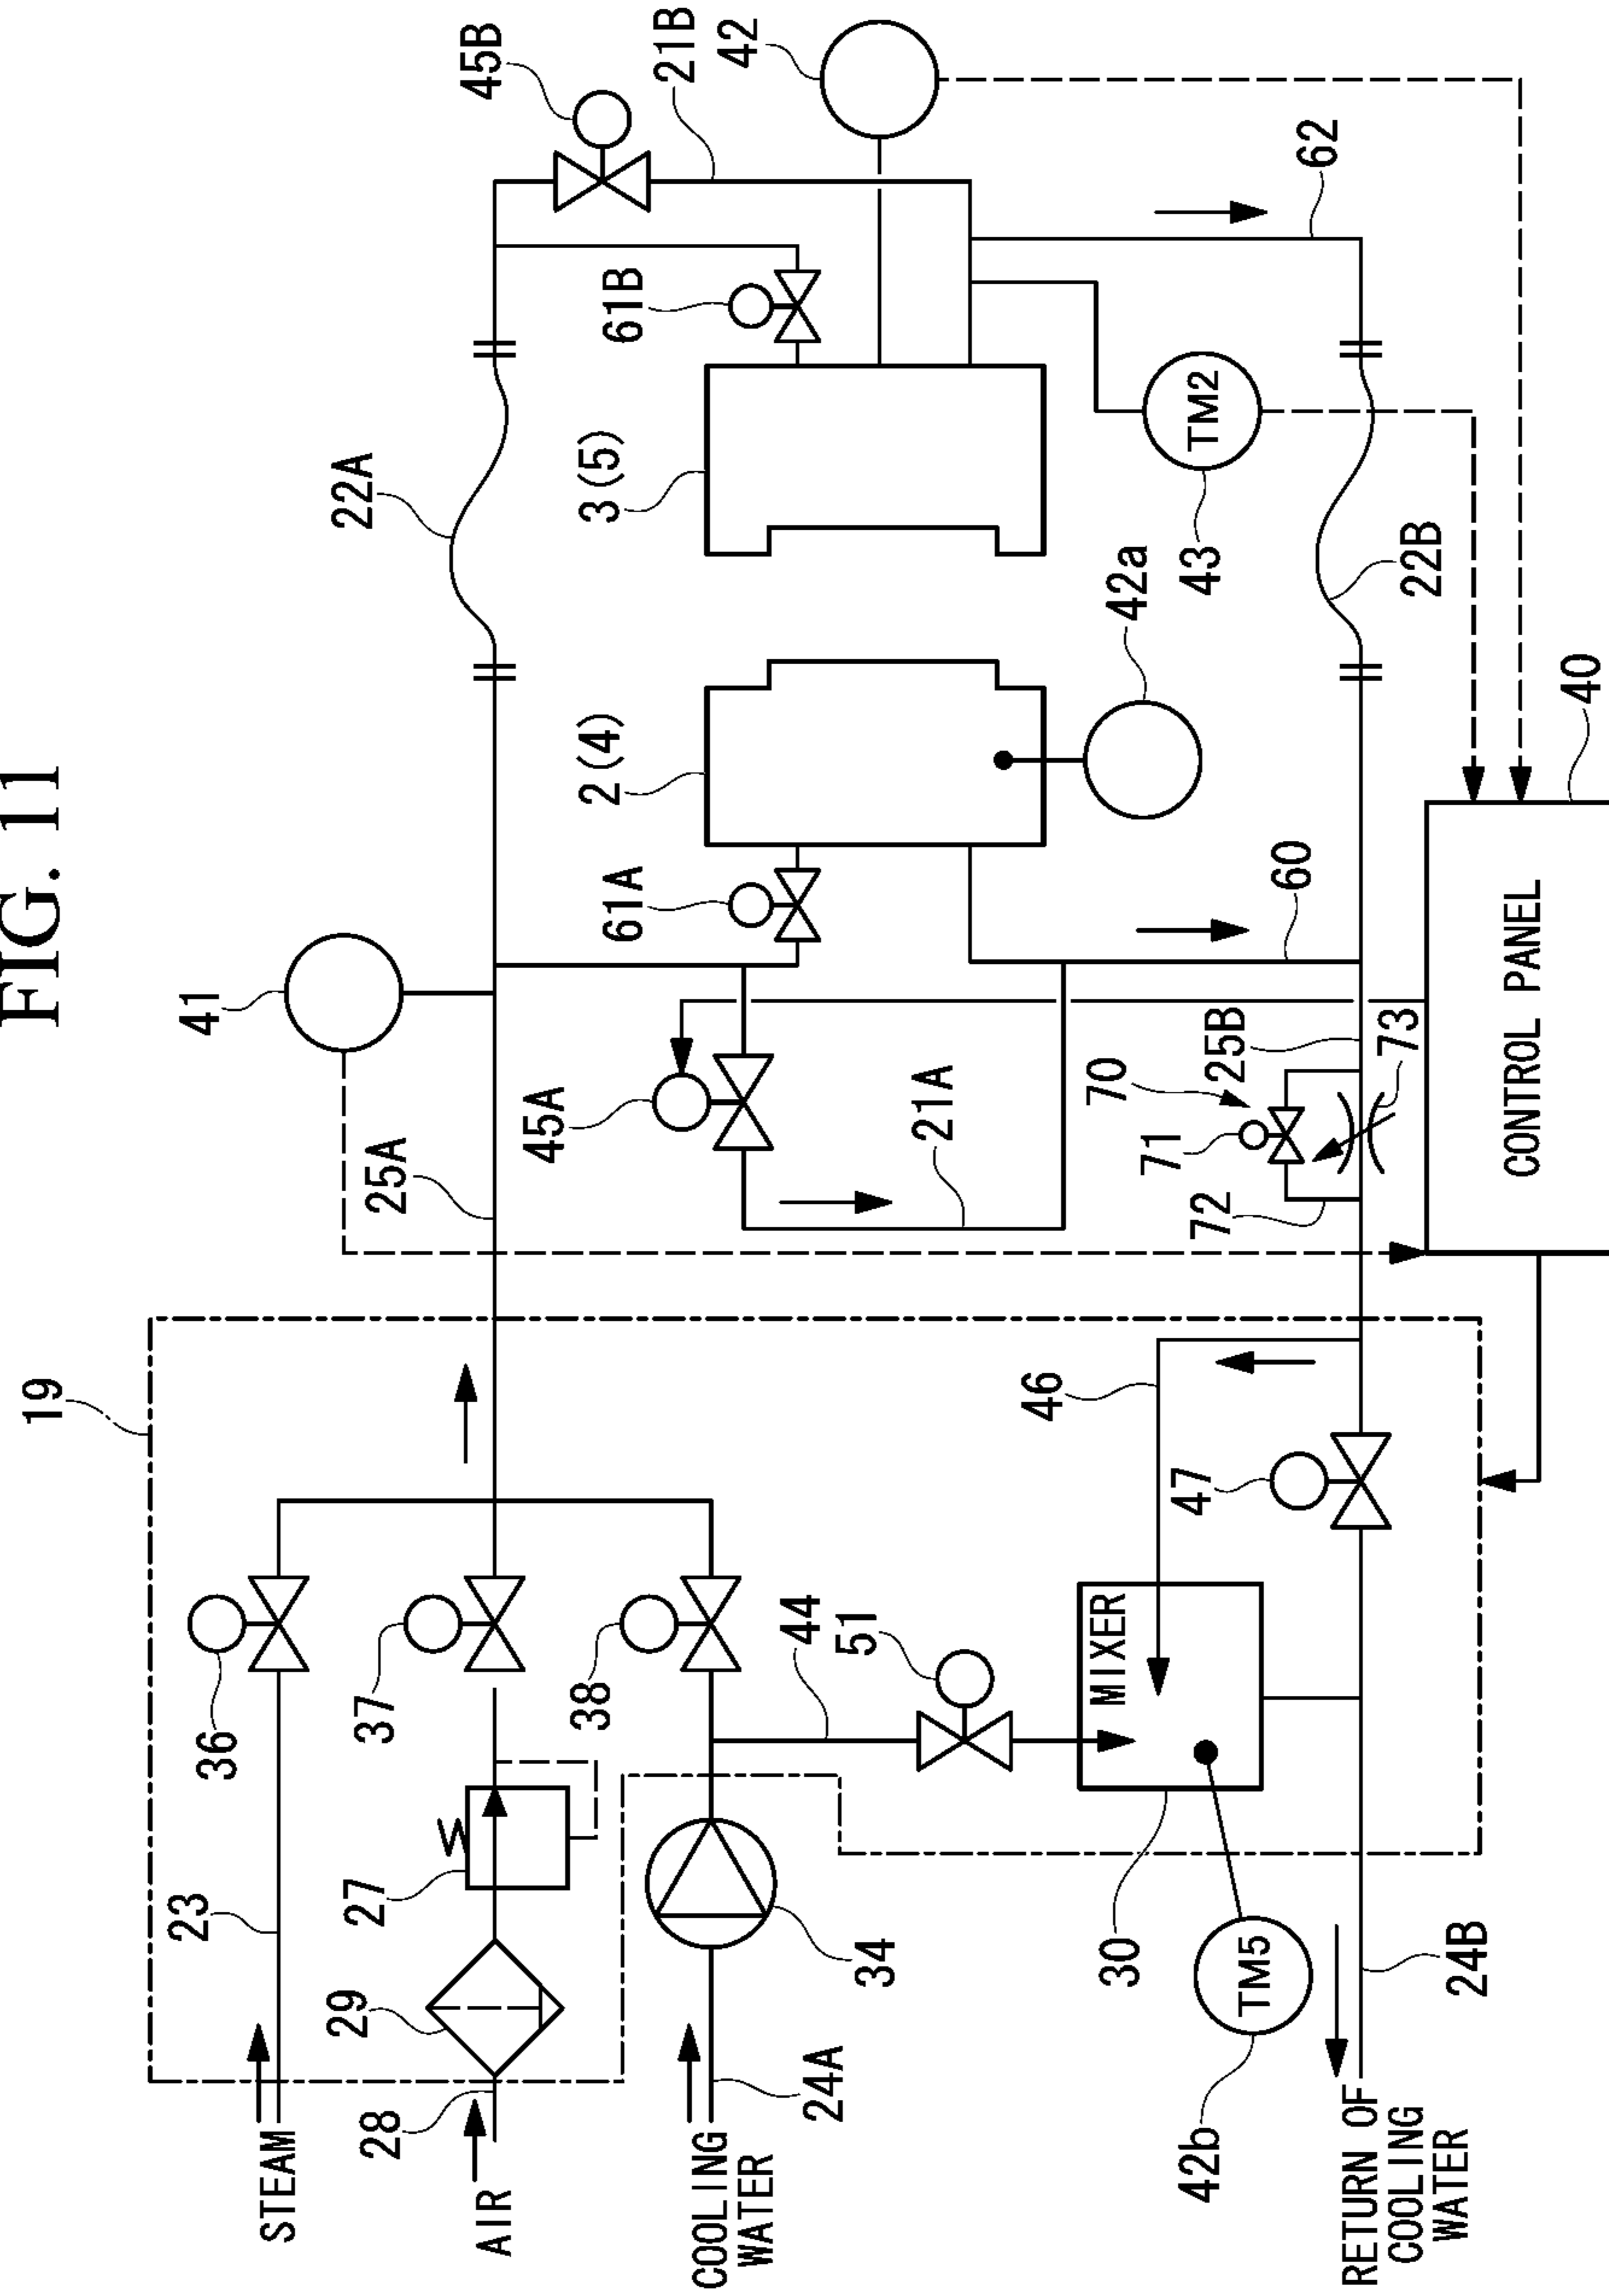 FIG. 11
19
41
22A
45B
25A
21B
42
36
37
38
23
27
29
28
STEAM
AIR
COOLING
WATER
24A
34
44
51
MIXER
30
TM5
42b
46
47
45A
61A
2(4)
3(5)
61B
21A
42a
43
TM2
70
71
72
25B
73
60
22B
62
CONTROL PANEL
40
24B
RETURN OF
COOLING
WATER